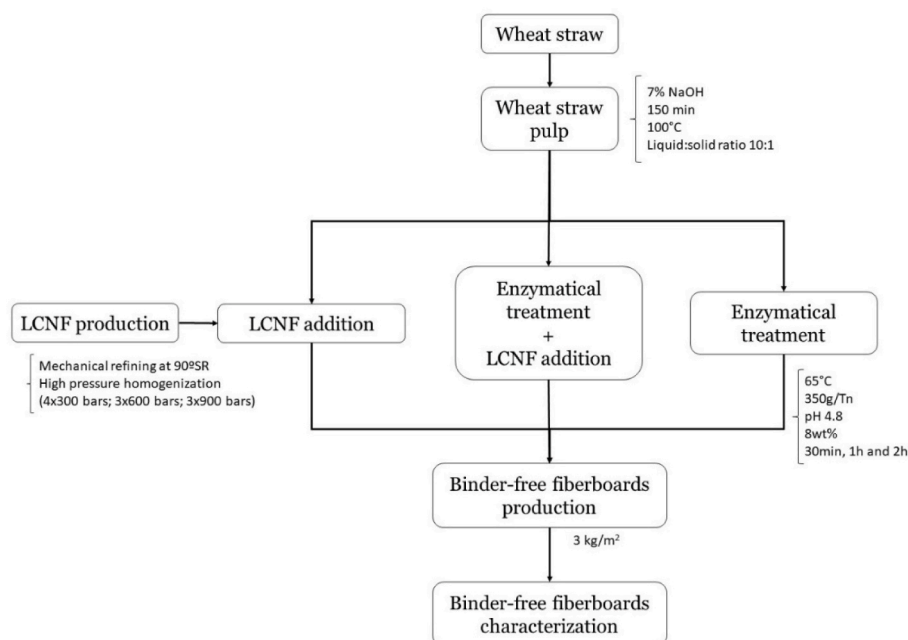 Wheat straw
Wheat straw
pulp
7% NaOH
150 min
100°C
Liquid:solid ratio 10:1
LCNF production
LCNF addition
Enzymatical
treatment
+
LCNF addition
Enzymatical
treatment
Mechanical refining at 90ºSR
High pressure homogenization
(4x300 bars; 3x600 bars; 3x900 bars)
65°C
350g/Tn
pH 4.8
8wt%
30min, 1h and 2h
Binder-free fiberboards
production
3 kg/m²
Binder-free fiberboards
characterization